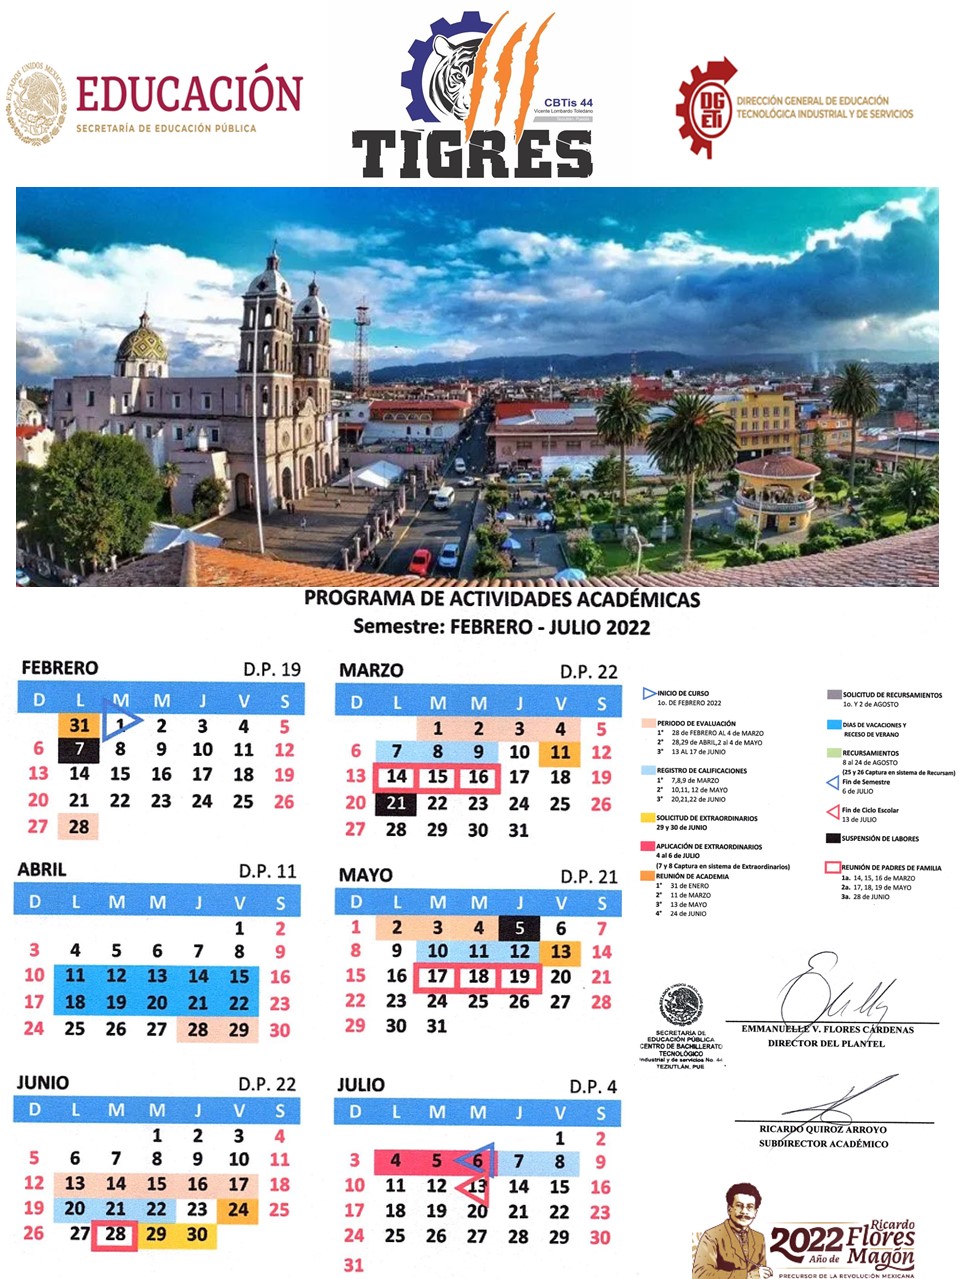 ESTADOS UNIDOS MEXICANOS
EDUCACIÓN
SECRETARÍA DE EDUCACIÓN PÚBLICA
CBTis 44
Vicente Lombardo Toledano
TIGRES
DGETi
DIRECCIÓN GENERAL DE EDUCACIÓN
TECNOLÓGICA INDUSTRIAL Y DE SERVICIOS
PROGRAMA DE ACTIVIDADES ACADÉMICAS
Semestre: FEBRERO - JULIO 2022
FEBRERO D.P. 19
D L M M J V S
31 1 2 3 4 5
6 7 8 9 10 11 12
13 14 15 16 17 18 19
20 21 22 23 24 25 26
27 28
MARZO D.P. 22
D L M M J V S
1 2 3 4 5
6 7 8 9 10 11 12
13 14 15 16 17 18 19
20 21 22 23 24 25 26
27 28 29 30 31
ABRIL D.P. 11
D L M M J V S
1 2
3 4 5 6 7 8 9
10 11 12 13 14 15 16
17 18 19 20 21 22 23
24 25 26 27 28 29 30
MAYO D.P. 21
D L M M J V S
1 2 3 4 5 6 7
8 9 10 11 12 13 14
15 16 17 18 19 20 21
22 23 24 25 26 27 28
29 30 31
JUNIO D.P. 22
D L M M J V S
1 2 3 4
5 6 7 8 9 10 11
12 13 14 15 16 17 18
19 20 21 22 23 24 25
26 27 28 29 30
JULIO D.P. 4
D L M M J V S
1 2
3 4 5 6 7 8 9
10 11 12 13 14 15 16
17 18 19 20 21 22 23
24 25 26 27 28 29 30
31
INICIO DE CURSO
1o. DE FEBRERO 2022
PERIODO DE EVALUACIÓN
1° 28 de FEBRERO AL 4 de MARZO
2° 28,29 de ABRIL,2 al 4 de MAYO
3° 13 AL 17 de JUNIO
REGISTRO DE CALIFICACIONES
1° 7,8,9 de MARZO
2° 10,11, 12 de MAYO
3° 20,21,22 de JUNIO
SOLICITUD DE EXTRAORDINARIOS
29 y 30 de JUNIO
APLICACIÓN DE EXTRAORDINARIOS
4 al 6 de JULIO
(7 y 8 Captura en sistema de Extraordinarios)
REUNIÓN DE ACADEMIA
1° 31 de ENERO
2° 11 de MARZO
3° 13 de MAYO
4° 24 de JUNIO
SOLICITUD DE RECURSAMIENTOS
1o. Y 2 de AGOSTO
DIAS DE VACACIONES Y
RECESO DE VERANO
RECURSAMIENTOS
8 al 24 de AGOSTO
(25 y 26 Captura en sistema de Recursam)
Fin de Semestre
6 de JULIO
Fin de Ciclo Escolar
13 de JULIO
SUSPENSIÓN DE LABORES
REUNIÓN DE PADRES DE FAMILIA
1a. 14, 15, 16 de MARZO
2a. 17, 18, 19 de MAYO
3a. 28 de JUNIO
SECRETARÍA DE
EDUCACIÓN PÚBLICA
CENTRO DE BACHILLERATO
TECNOLÓGICO
industrial y de servicios No. 44
TEZIUTLÁN, PUE
EMMANUELLE V. FLORES CÁRDENAS
DIRECTOR DEL PLANTEL
RICARDO QUIROZ ARROYO
SUBDIRECTOR ACADÉMICO
2022 Ricardo
Flores
Año de Magón
PRECURSOR DE LA REVOLUCIÓN MEXICANA